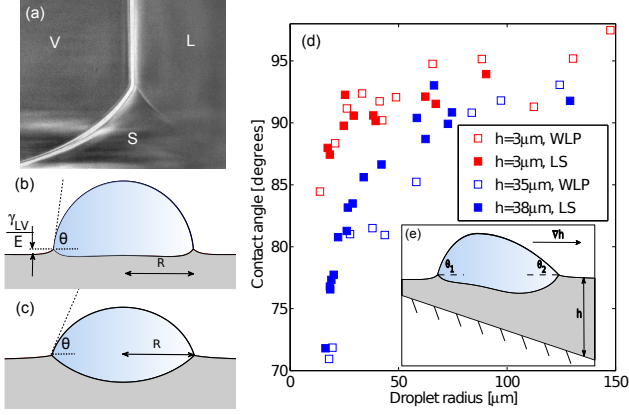 (a)
V
L
S
(b)
γLV
E
θ
R
(c)
θ
R
(d)
Contact angle [degrees]
100
95
90
85
80
75
70
0
50
100
150
Droplet radius [μm]
h=3μm, WLP
h=3μm, LS
h=35μm, WLP
h=38μm, LS
(e)
∇h
θ1
θ2
h